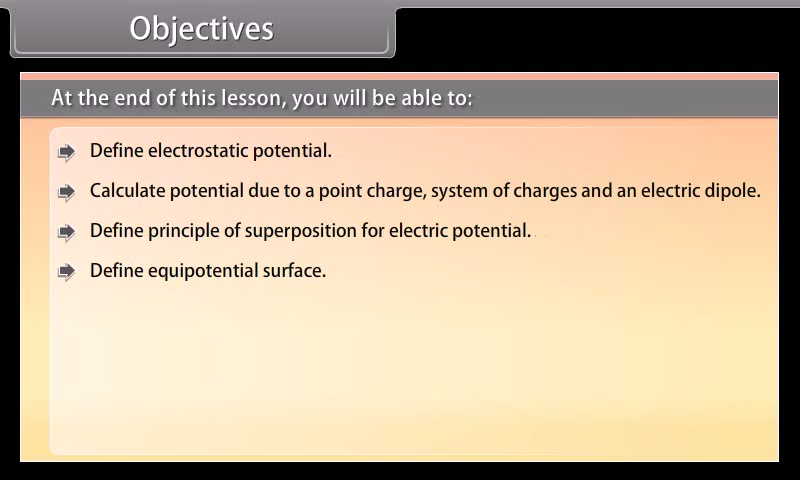 Objectives
At the end of this lesson, you will be able to:
Define electrostatic potential.
Calculate potential due to a point charge, system of charges and an electric dipole.
Define principle of superposition for electric potential.
Define equipotential surface.